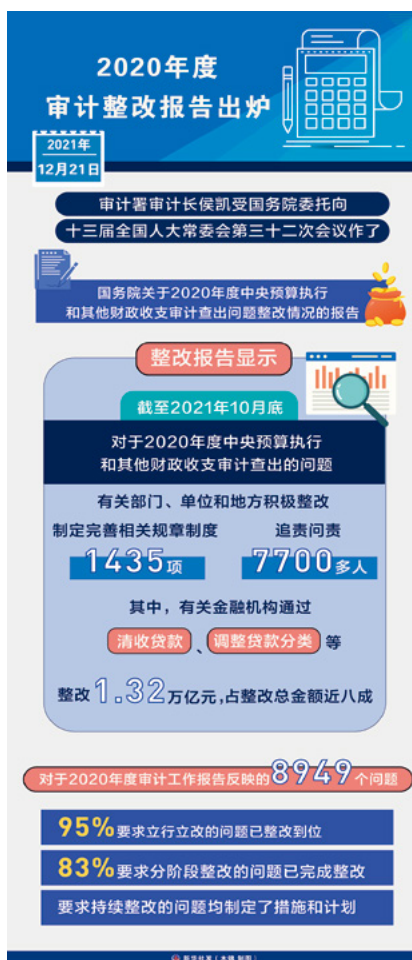 2020年度
审计整改报告出炉
2021年
12月21日
审计署审计长侯凯受国务院委托向
十三届全国人大常委会第三十二次会议作了
国务院关于2020年度中央预算执行
和其他财政收支审计查出问题整改情况的报告
整改报告显示
截至2021年10月底
对于2020年度中央预算执行
和其他财政收支审计查出的问题
有关部门、单位和地方积极整改
制定完善相关规章制度 追责问责
1435项 7700多人
其中，有关金融机构通过
清收贷款、调整贷款分类 等
整改1.32万亿元，占整改总金额近八成
对于2020年度审计工作报告反映的8949个问题
95%要求立行立改的问题已整改到位
83%要求分阶段整改的问题已完成整改
要求持续整改的问题均制定了措施和计划